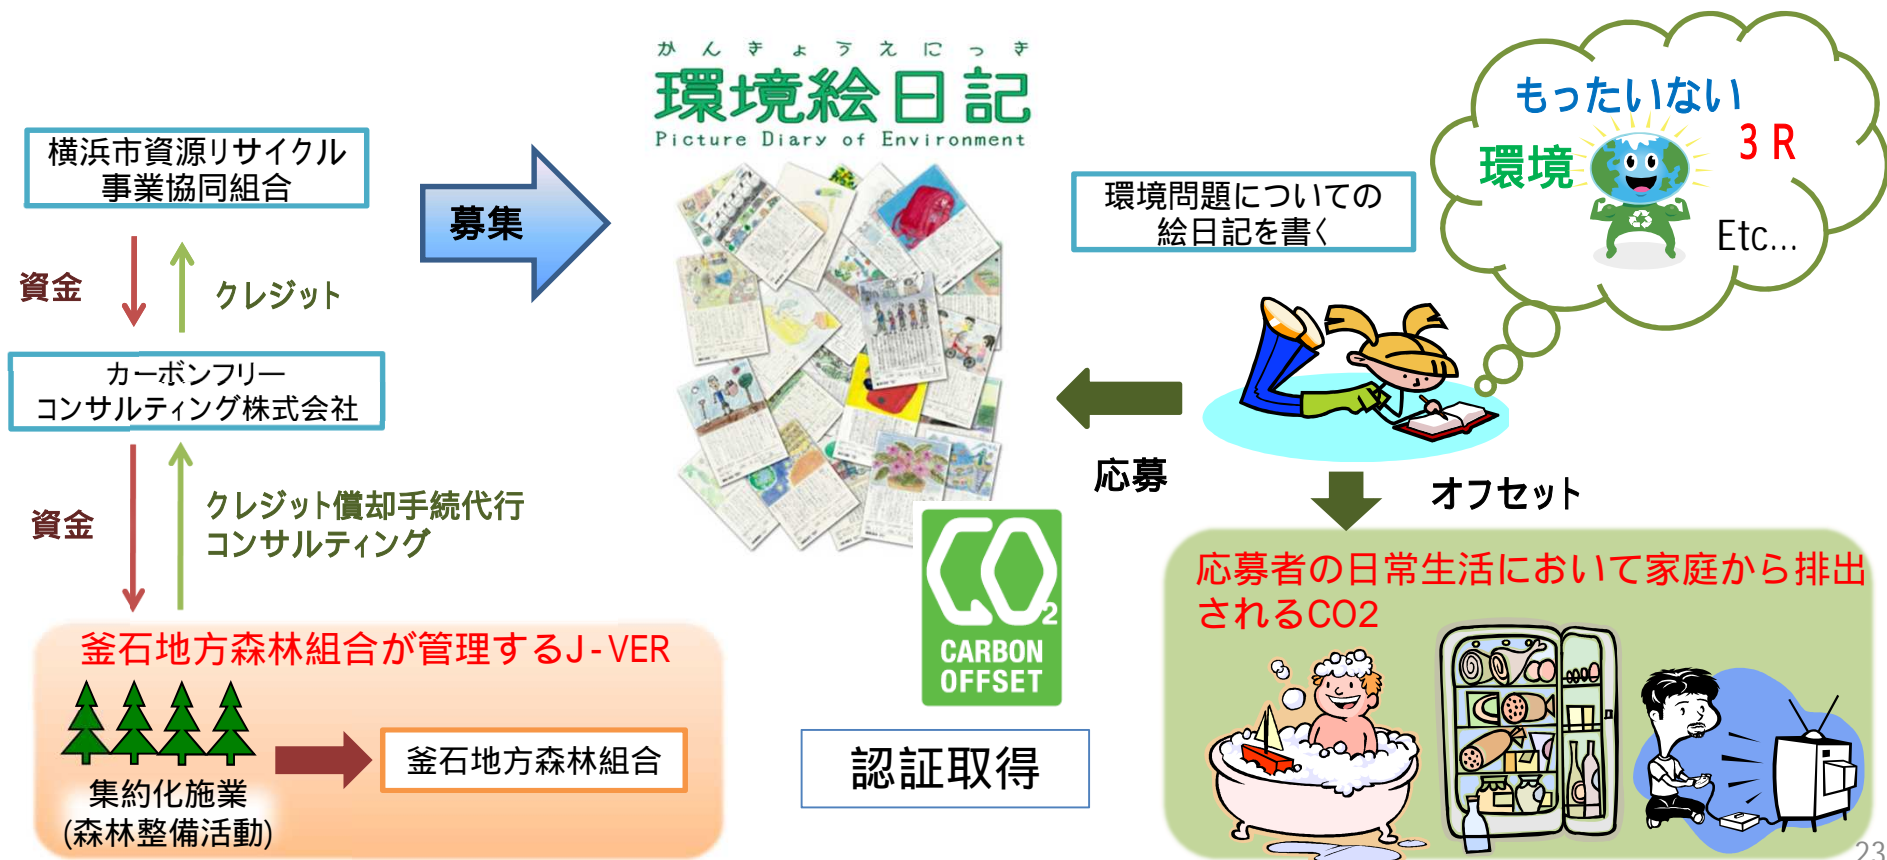 かんきょうえにっき
環境絵日記
Picture Diary of Environment
横浜市資源リサイクル
事業協同組合
募集
環境問題についての
絵日記を書く
もったいない
環境
3R
Etc...
資金
クレジット
カーボンフリー
コンサルティング株式会社
応募
オフセット
資金
クレジット償却手続代行
コンサルティング
CO2
CARBON
OFFSET
応募者の日常生活において家庭から排出
されるCO2
釜石地方森林組合が管理するJ-VER
集約化施業
(森林整備活動)
釜石地方森林組合
認証取得
23